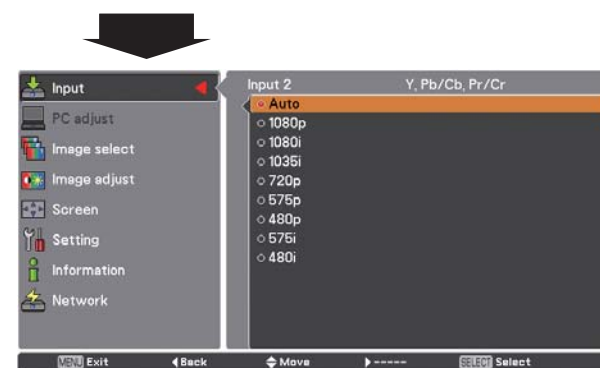 Input
PC adjust
Image select
Image adjust
Screen
Setting
Information
Network
Input 2 Y, Pb/Cb, Pr/Cr
Auto
1080p
1080i
1035i
720p
575p
480p
575i
480i
MENU Exit Back Move ----- SELECT Select